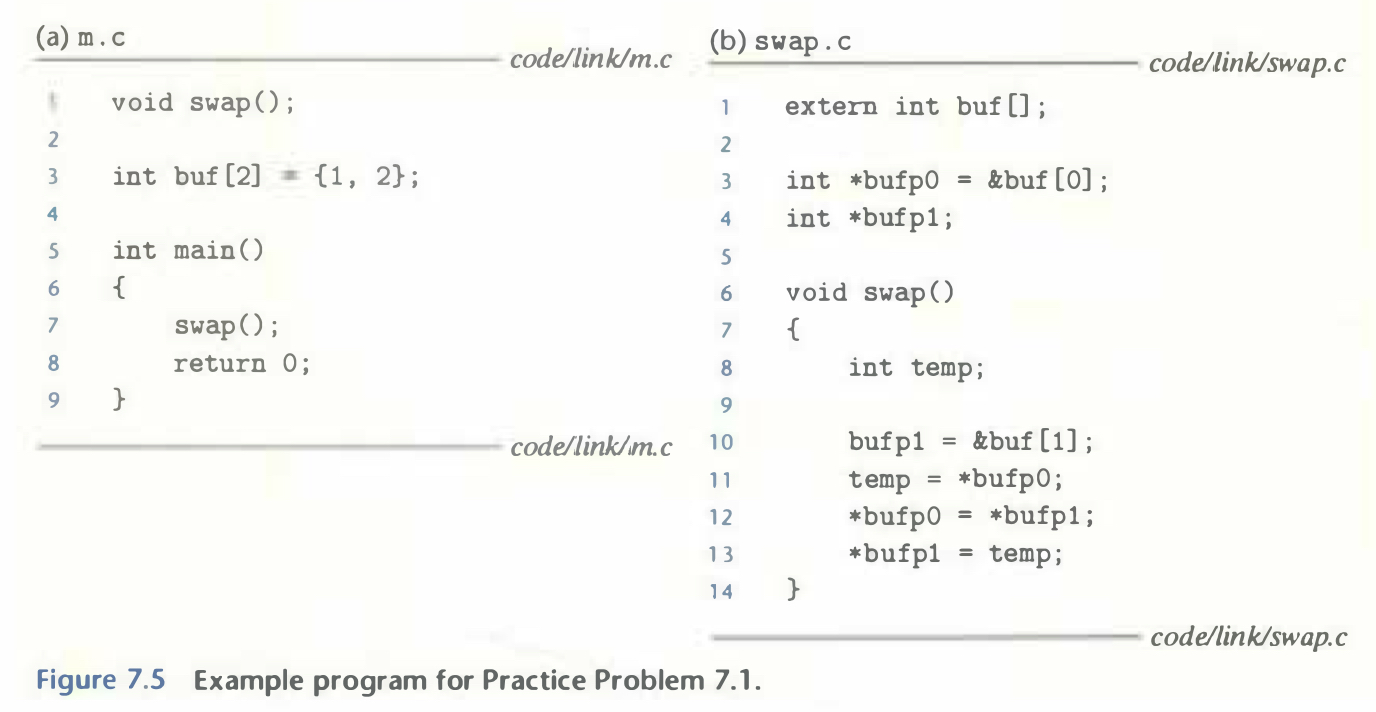 (a) m.c
code/link/m.c
1 void swap();
2
3 int buf[2] = {1, 2};
4
5 int main()
6 {
7 swap();
8 return 0;
9 }
code/link/m.c
(b) swap.c
code/link/swap.c
1 extern int buf[];
2
3 int *bufp0 = &buf[0];
4 int *bufp1;
5
6 void swap()
7 {
8 int temp;
9
10 bufp1 = &buf[1];
11 temp = *bufp0;
12 *bufp0 = *bufp1;
13 *bufp1 = temp;
14 }
code/link/swap.c
Figure 7.5 Example program for Practice Problem 7.1.